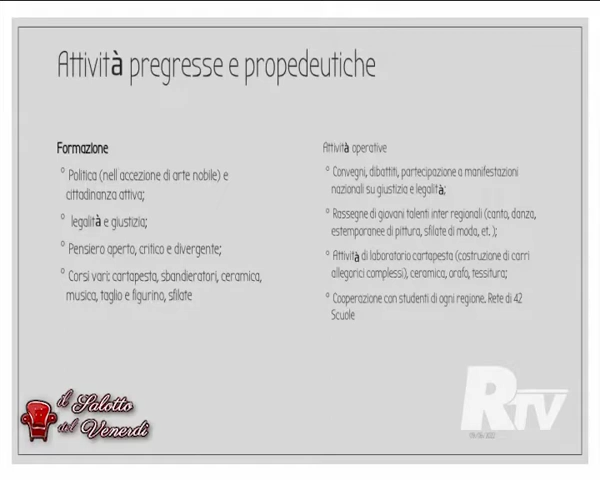 Attività pregresse e propedeutiche
Formazione
° Politica (nell accezione di arte nobile) e
cittadinanza attiva;
° legalità e giustizia;
° Pensiero aperto, critico e divergente;
° Corsi vari: cartapesta, sbandieratori, ceramica,
musica, taglio e figurino, sfilate
Attività operative
° Convegni, dibattiti, partecipazione a manifestazioni
nazionali su giustizia e legalità;
° Rassegne di giovani talenti inter regionali (canto, danza,
estemporanee di pittura, sfilate di moda, et. );
° Attività di laboratorio cartapesta (costruzione di carri
allegorici complessi), ceramica, orafo, tessitura;
° Cooperazione con studenti di ogni regione. Rete di 42
Scuole
il Salotto
del Venerdì
RTV